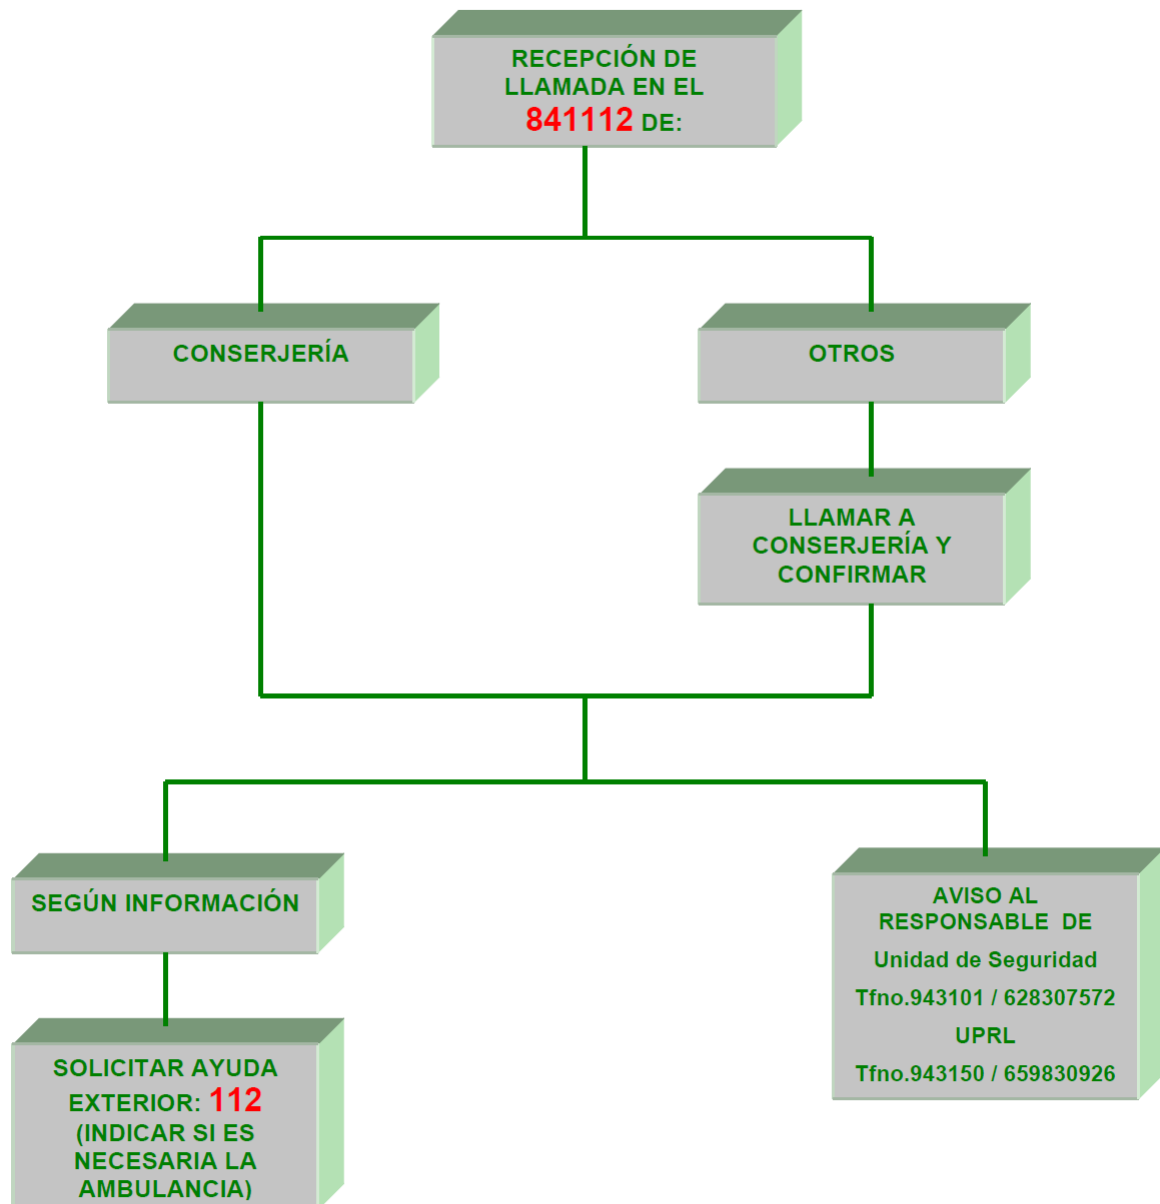 RECEPCIÓN DE
LLAMADA EN EL
841112 DE:
CONSERJERÍA
OTROS
LLAMAR A
CONSERJERÍA Y
CONFIRMAR
SEGÚN INFORMACIÓN
SOLICITAR AYUDA
EXTERIOR: 112
(INDICAR SI ES
NECESARIA LA
AMBULANCIA)
AVISO AL
RESPONSABLE DE
Unidad de Seguridad
Tfno.943101 / 628307572
UPRL
Tfno.943150 / 659830926